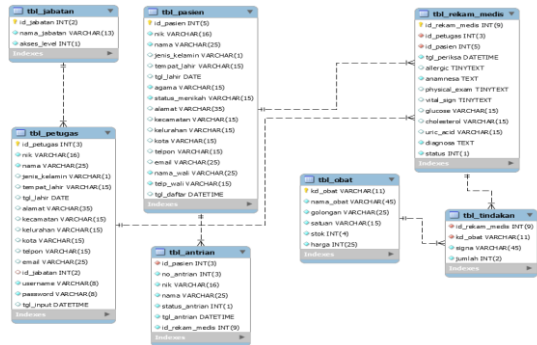 tbl_jabatan
id_jabatan INT(2)
nama_jabatan VARCHAR(13)
akses_level INT(1)
Indexes
tbl_petugas
id_petugas INT(3)
nik VARCHAR(16)
nama VARCHAR(25)
jenis_kelamin VARCHAR(1)
tempat_lahir VARCHAR(15)
tgl_lahir DATE
alamat VARCHAR(35)
kecamatan VARCHAR(15)
kelurahan VARCHAR(15)
kota VARCHAR(15)
telpon VARCHAR(15)
email VARCHAR(25)
id_jabatan INT(2)
username VARCHAR(8)
password VARCHAR(8)
tgl_input DATETIME
Indexes
tbl_pasien
id_pasien INT(5)
nik VARCHAR(16)
nama VARCHAR(25)
jenis_kelamin VARCHAR(1)
tempat_lahir VARCHAR(15)
tgl_lahir DATE
agama VARCHAR(15)
status_menikah VARCHAR(15)
alamat VARCHAR(35)
kecamatan VARCHAR(15)
kelurahan VARCHAR(15)
kota VARCHAR(15)
telpon VARCHAR(15)
email VARCHAR(25)
nama_wali VARCHAR(25)
telp_wali VARCHAR(15)
tgl_daftar DATETIME
Indexes
tbl_antrian
id_pasien INT(3)
no_antrian INT(3)
nik VARCHAR(16)
nama VARCHAR(25)
status_antrian INT(1)
tgl_antrian DATETIME
id_rekam_medis INT(9)
Indexes
tbl_obat
kd_obat VARCHAR(11)
nama_obat VARCHAR(45)
golongan VARCHAR(25)
satuan VARCHAR(15)
stok INT(4)
harga INT(25)
Indexes
tbl_rekam_medis
id_rekam_medis INT(9)
id_petugas INT(3)
id_pasien INT(5)
tgl_periksa DATETIME
allergic TINYTEXT
anamnesa TEXT
physical_exam TINYTEXT
vital_sign TINYTEXT
glucose VARCHAR(15)
cholesterol VARCHAR(15)
uric_acid VARCHAR(15)
diagnosa TEXT
status INT(1)
Indexes
tbl_tindakan
id_rekam_medis INT(9)
kd_obat VARCHAR(11)
signa VARCHAR(45)
jumlah INT(2)
Indexes